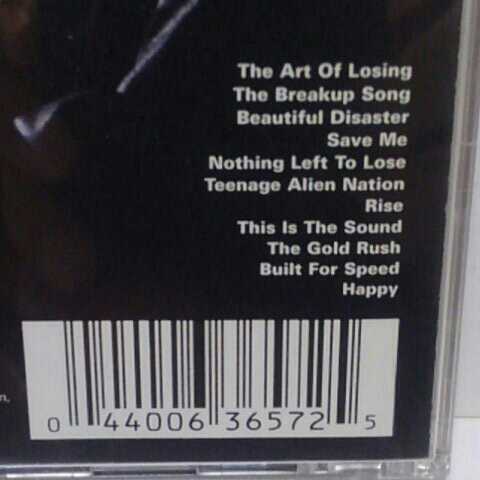 The Art Of Losing
The Breakup Song
Beautiful Disaster
Save Me
Nothing Left To Lose
Teenage Alien Nation
Rise
This Is The Sound
The Gold Rush
Built For Speed
Happy
0 44006 36572 5